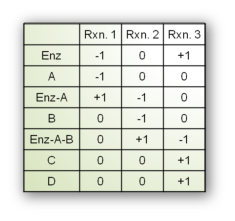 Rxn. 1 Rxn. 2 Rxn. 3
Enz -1 0 +1
A -1 0 0
Enz-A +1 -1 0
B 0 -1 0
Enz-A-B 0 +1 -1
C 0 0 +1
D 0 0 +1